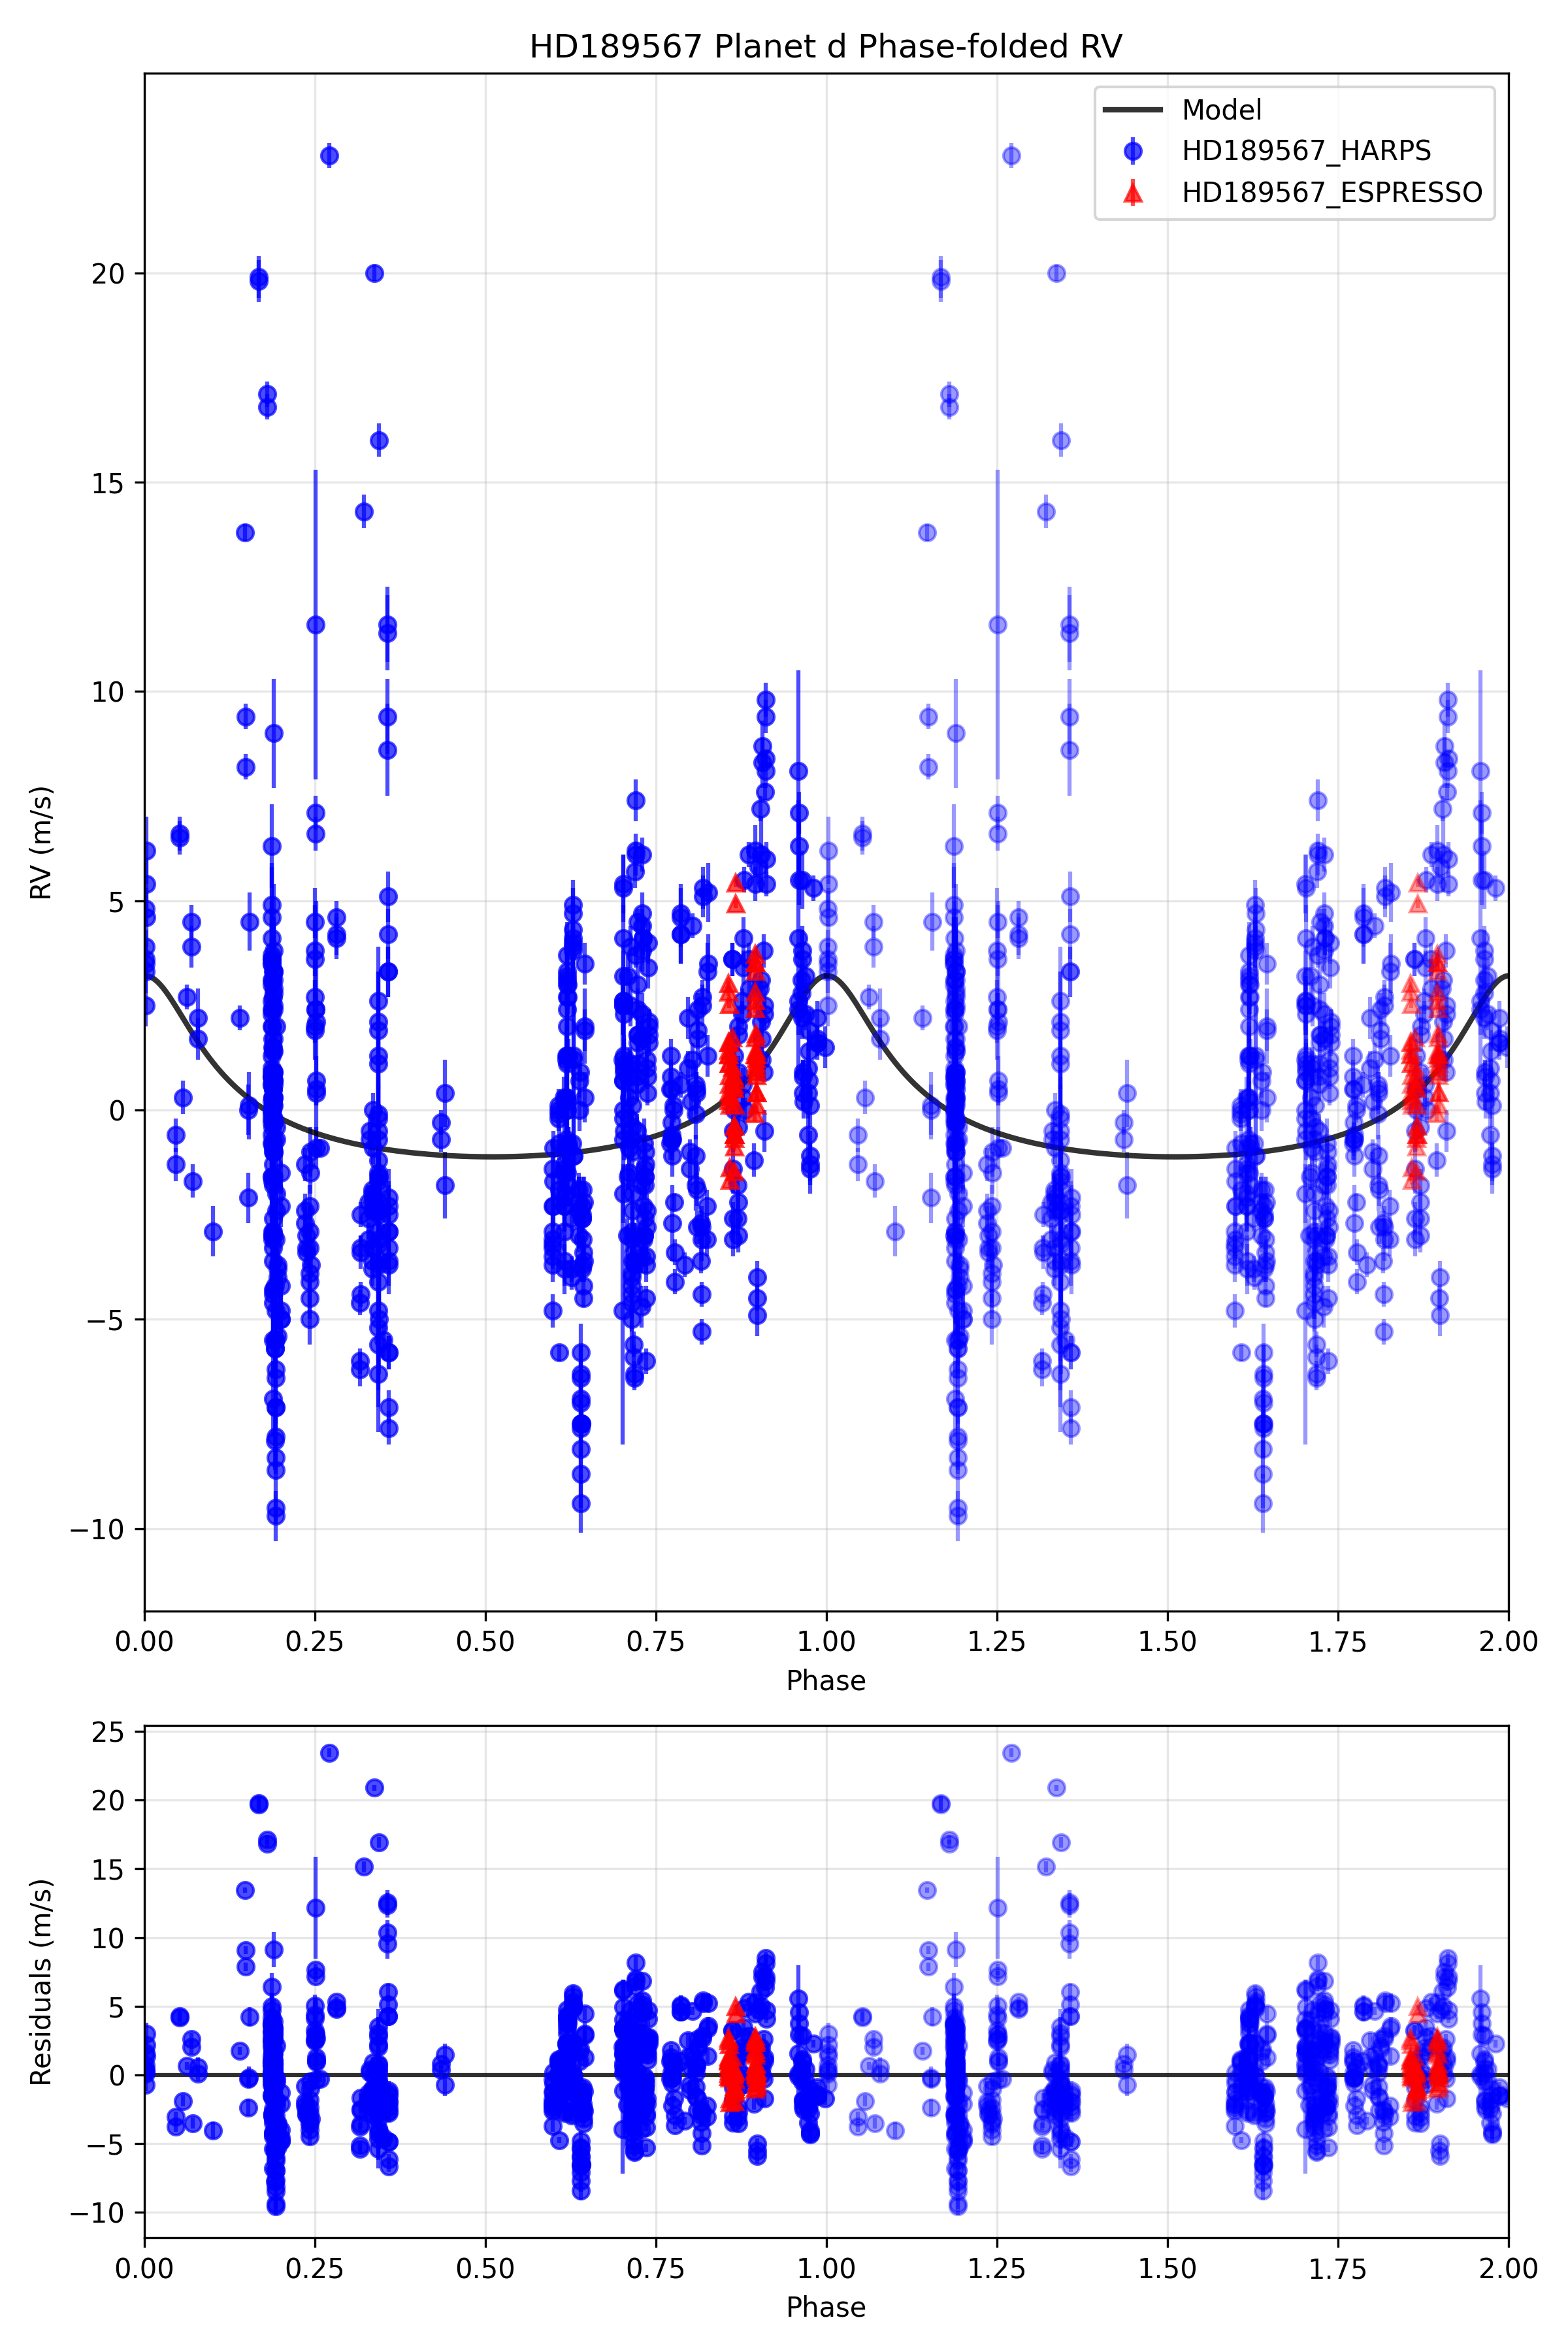 HD189567 Planet d Phase-folded RV
Model
HD189567_HARPS
HD189567_ESPRESSO
RV (m/s)
20
15
10
5
0
−5
−10
0.00 0.25 0.50 0.75 1.00 1.25 1.50 1.75 2.00
Phase
Residuals (m/s)
25
20
15
10
5
0
−5
−10
0.00 0.25 0.50 0.75 1.00 1.25 1.50 1.75 2.00
Phase